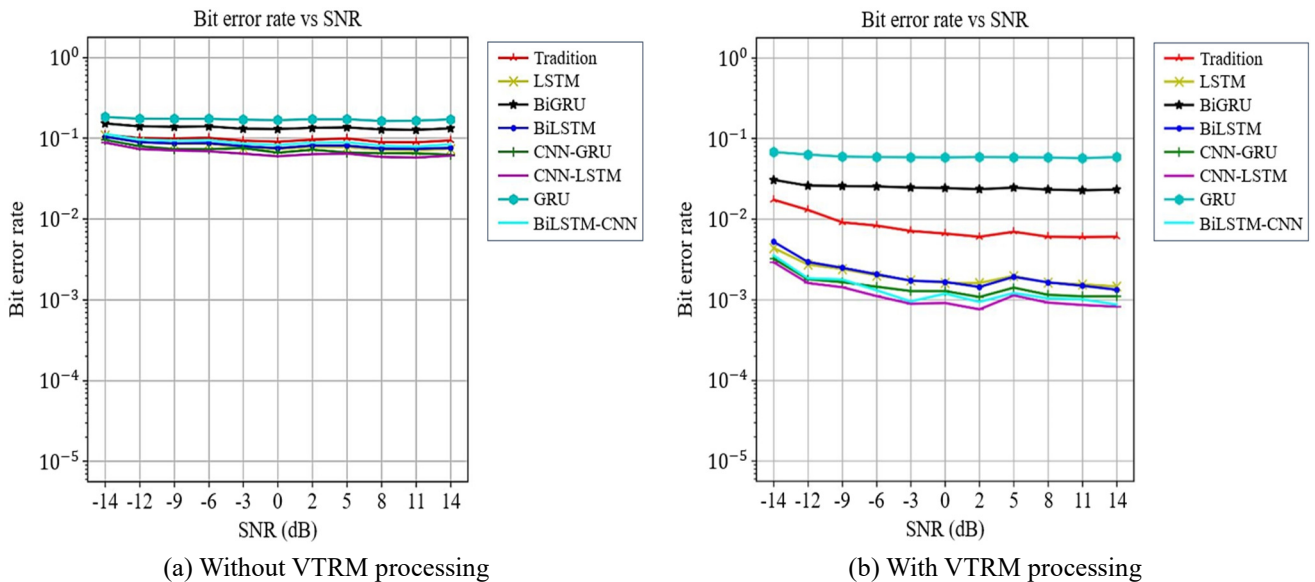 Bit error rate vs SNR
10⁰
10⁻¹
10⁻²
10⁻³
10⁻⁴
10⁻⁵
Bit error rate
-14 -12 -9 -6 -3 0 2 5 8 11 14
SNR (dB)
Tradition
LSTM
BiGRU
BiLSTM
CNN-GRU
CNN-LSTM
GRU
BiLSTM-CNN
(a) Without VTRM processing
Bit error rate vs SNR
10⁰
10⁻¹
10⁻²
10⁻³
10⁻⁴
10⁻⁵
Bit error rate
-14 -12 -9 -6 -3 0 2 5 8 11 14
SNR (dB)
Tradition
LSTM
BiGRU
BiLSTM
CNN-GRU
CNN-LSTM
GRU
BiLSTM-CNN
(b) With VTRM processing